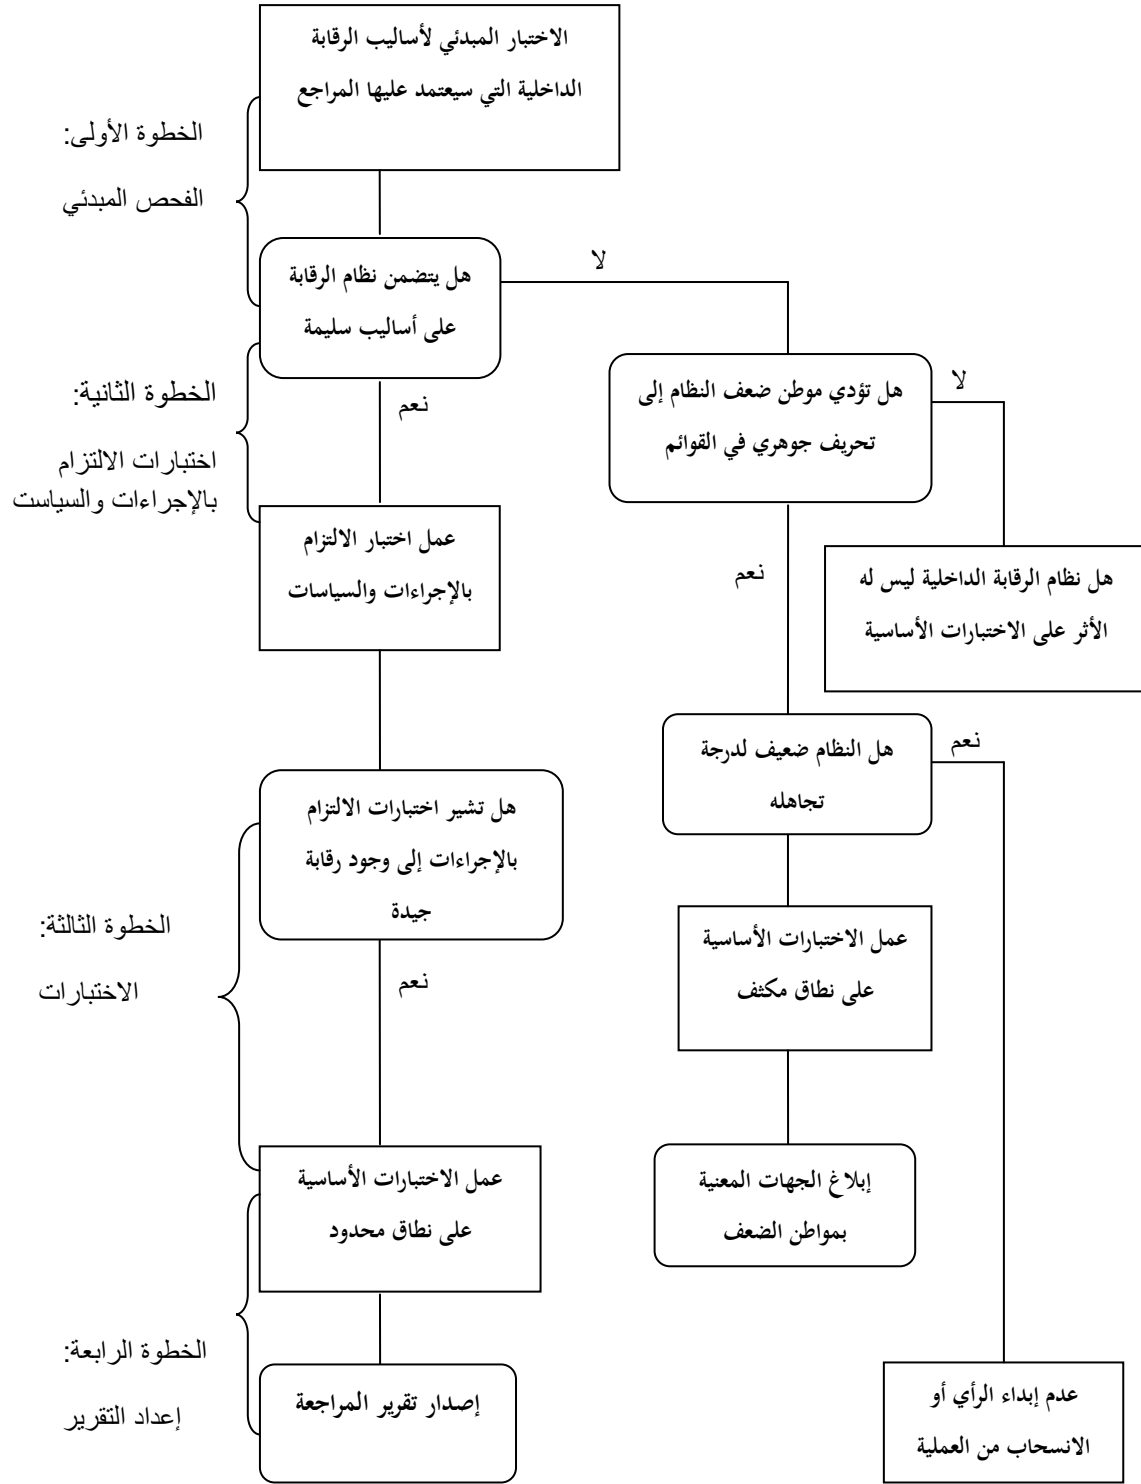 الاختبار المبدئي لأساليب الرقابة
الداخلية التي سيعتمد عليها المراجع
الخطوة الأولى:
الفحص المبدئي
هل يتضمن نظام الرقابة
على أساليب سليمة
لا
هل تؤدي موطن ضعف النظام إلى
تحريف جوهري في القوائم
لا
الخطوة الثانية:
اختبارات الالتزام
بالإجراءات والسياست
نعم
عمل اختبار الالتزام
بالإجراءات والسياسات
نعم
هل نظام الرقابة الداخلية ليس له
الأثر على الاختبارات الأساسية
هل النظام ضعيف لدرجة
تجاهله
نعم
هل تشير اختبارات الالتزام
بالإجراءات إلى وجود رقابة
جيدة
الخطوة الثالثة:
الاختبارات
نعم
عمل الاختبارات الأساسية
على نطاق مكثف
عمل الاختبارات الأساسية
على نطاق محدود
إبلاغ الجهات المعنية
بمواطن الضعف
الخطوة الرابعة:
إعداد التقرير
إصدار تقرير المراجعة
عدم إبداء الرأي أو
الانسحاب من العملية